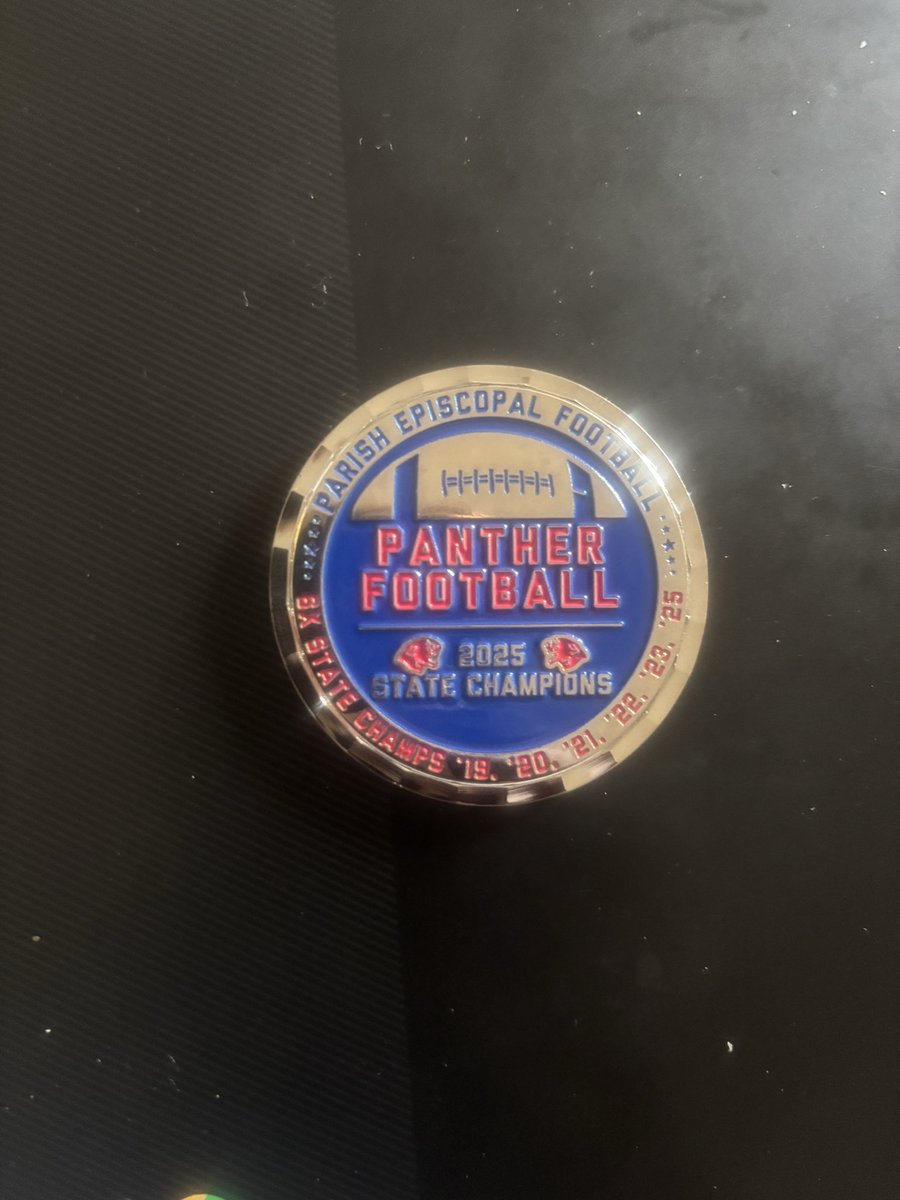 PARISH EPISCOPAL FOOTBALL
PANTHER
FOOTBALL
2025
STATE CHAMPIONS
6X STATE CHAMPS '19, '20, '21, '22, '23, '25